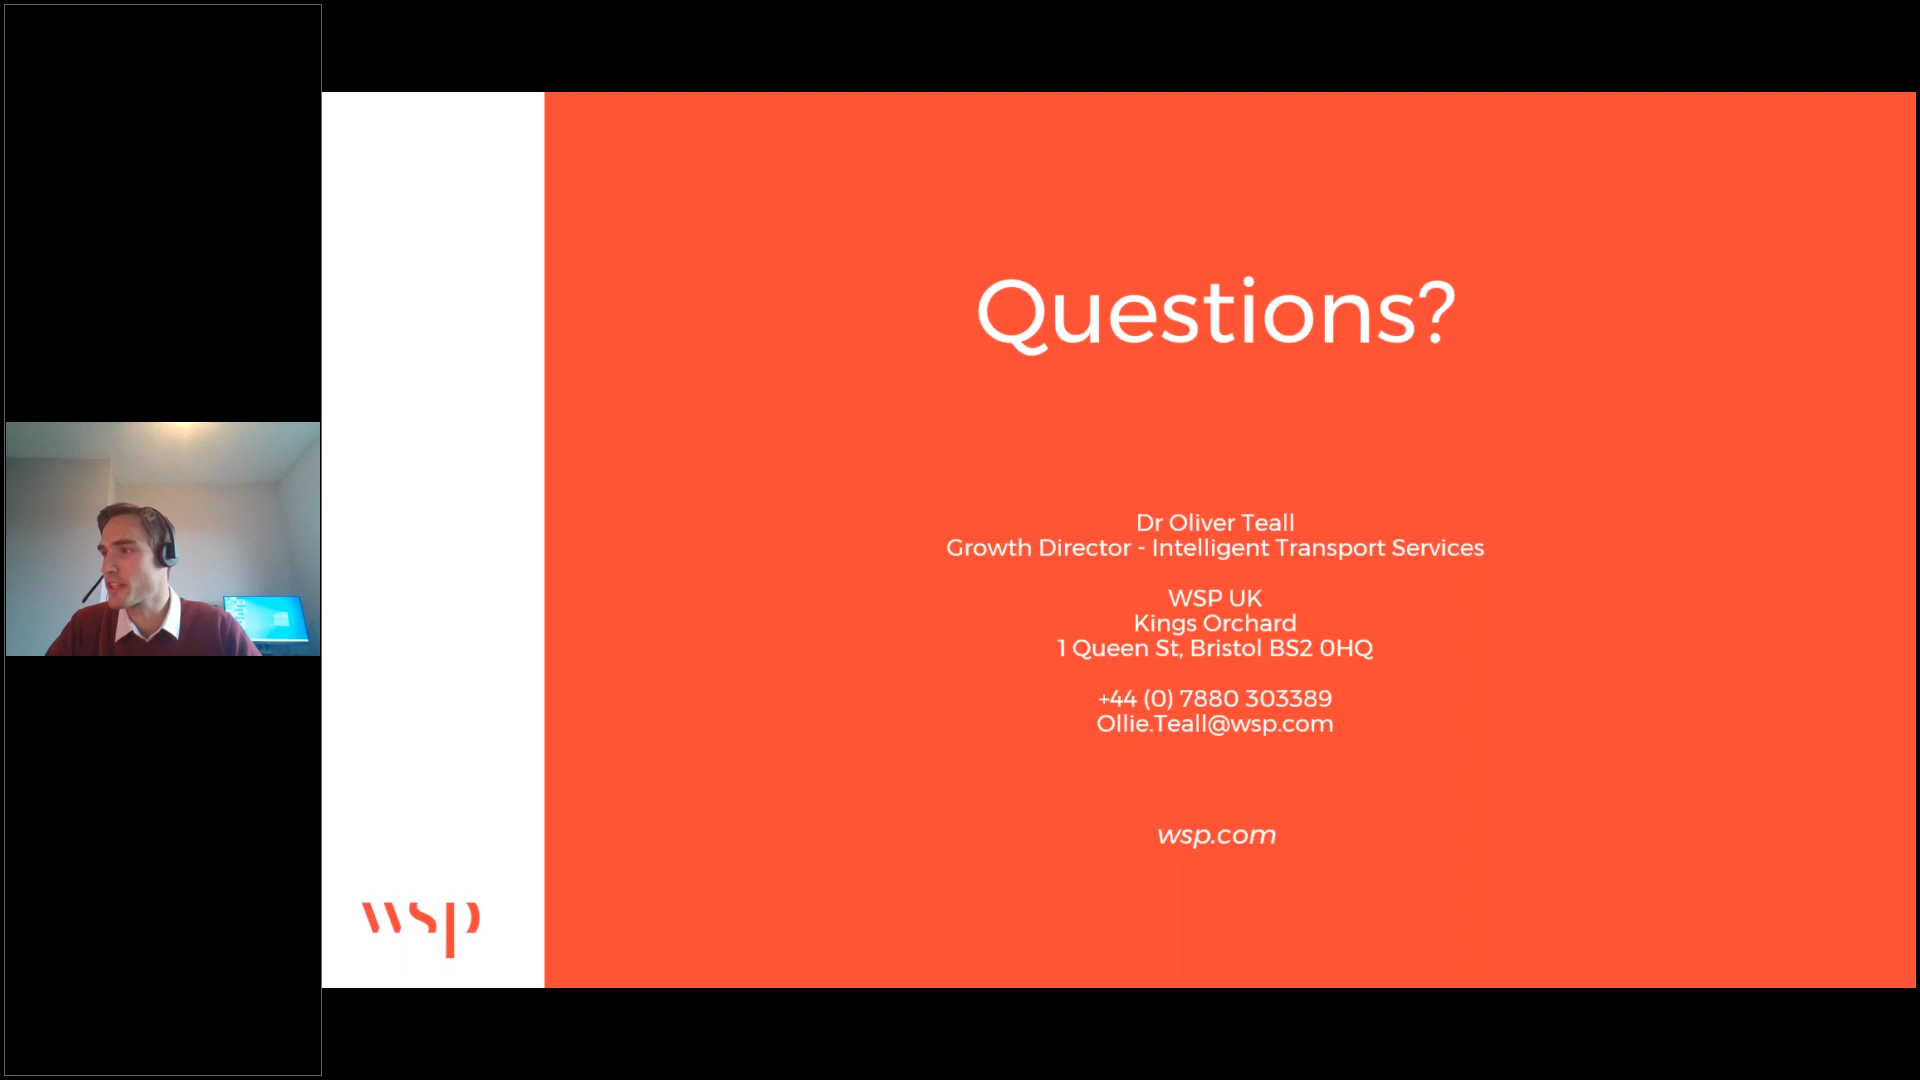 Questions?
Dr Oliver Teall
Growth Director - Intelligent Transport Services
WSP UK
Kings Orchard
1 Queen St, Bristol BS2 0HQ
+44 (0) 7880 303389
Ollie.Teall@wsp.com
wsp.com
wsp